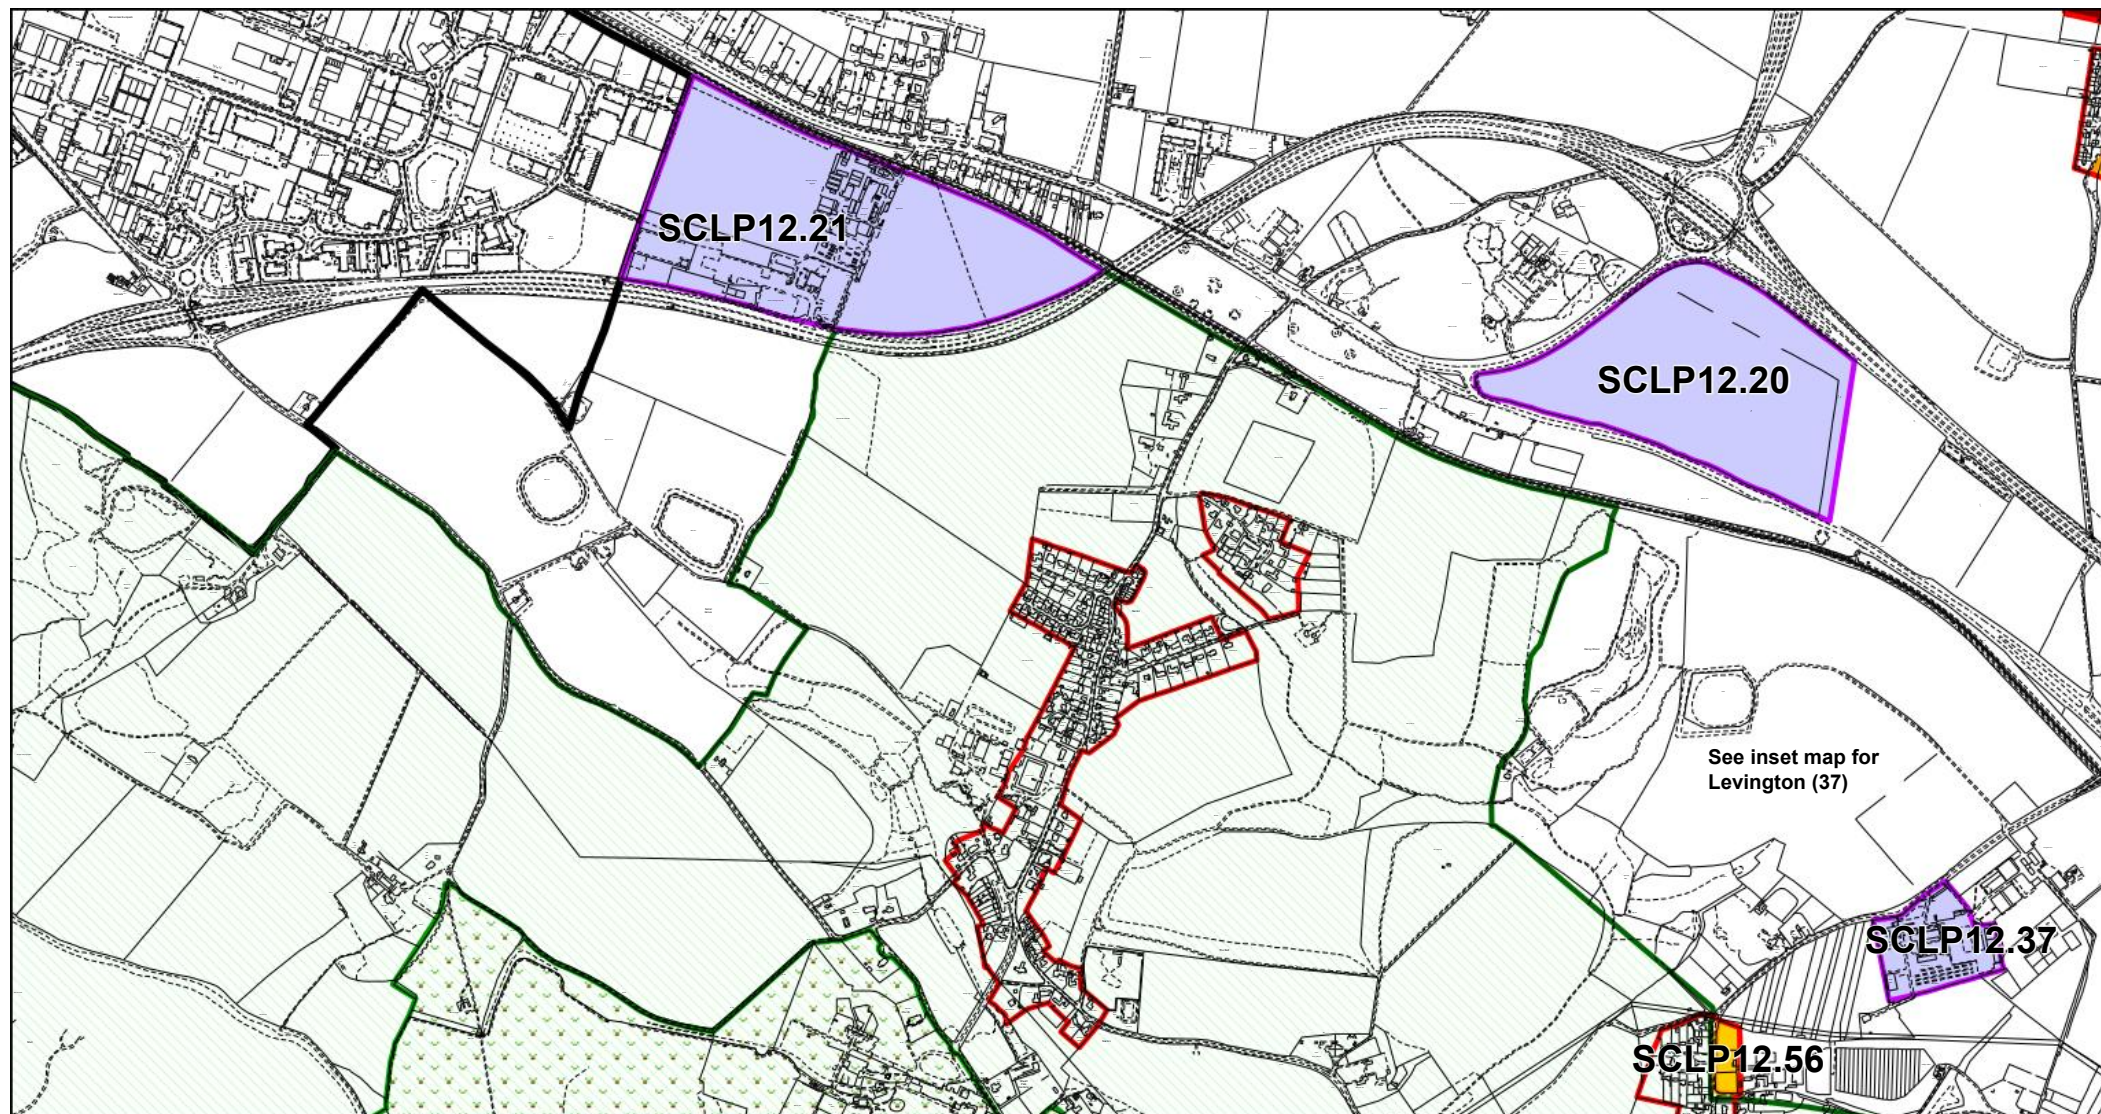 SCLP12.21
SCLP12.20
See inset map for
Levington (37)
SCLP12.37
SCLP12.56